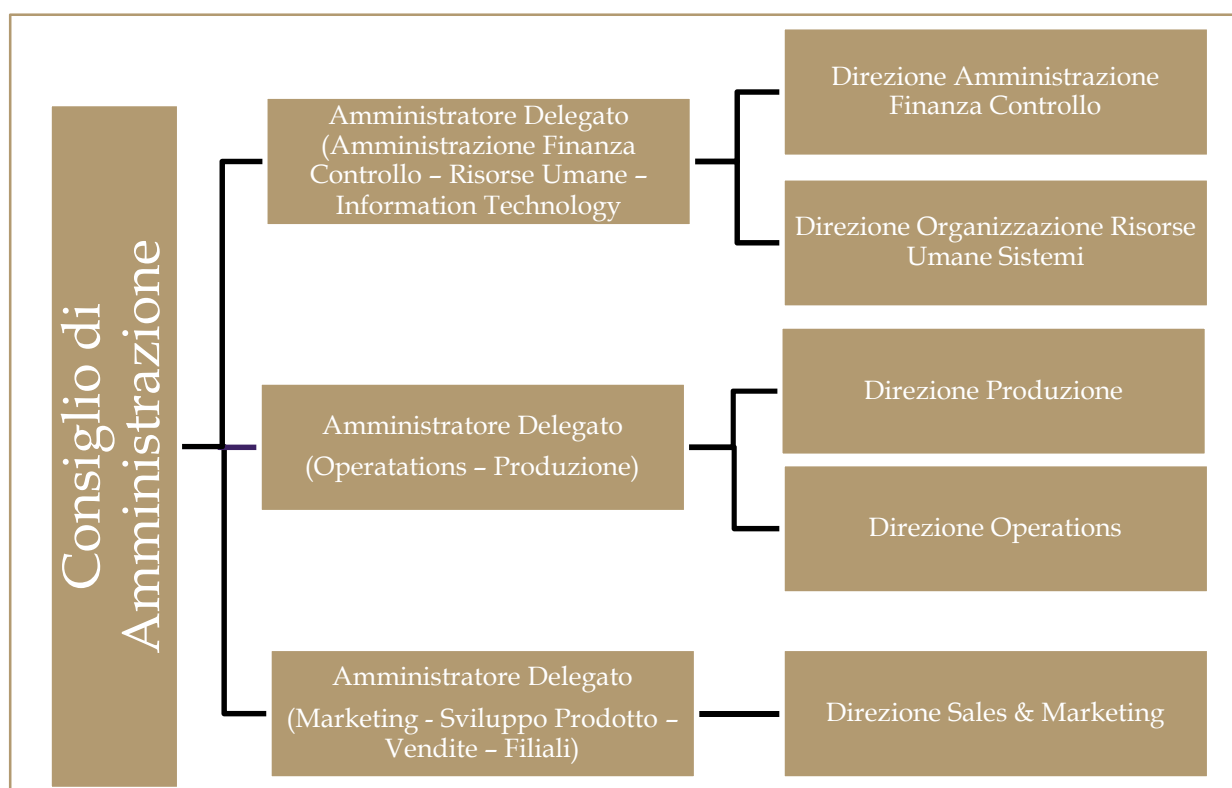 Consiglio di
Amministrazione
Amministratore Delegato
(Amministrazione Finanza
Controllo – Risorse Umane –
Information Technology
Direzione Amministrazione
Finanza Controllo
Direzione Organizzazione Risorse
Umane Sistemi
Amministratore Delegato
(Operatations – Produzione)
Direzione Produzione
Direzione Operations
Amministratore Delegato
(Marketing - Sviluppo Prodotto –
Vendite – Filiali)
Direzione Sales & Marketing